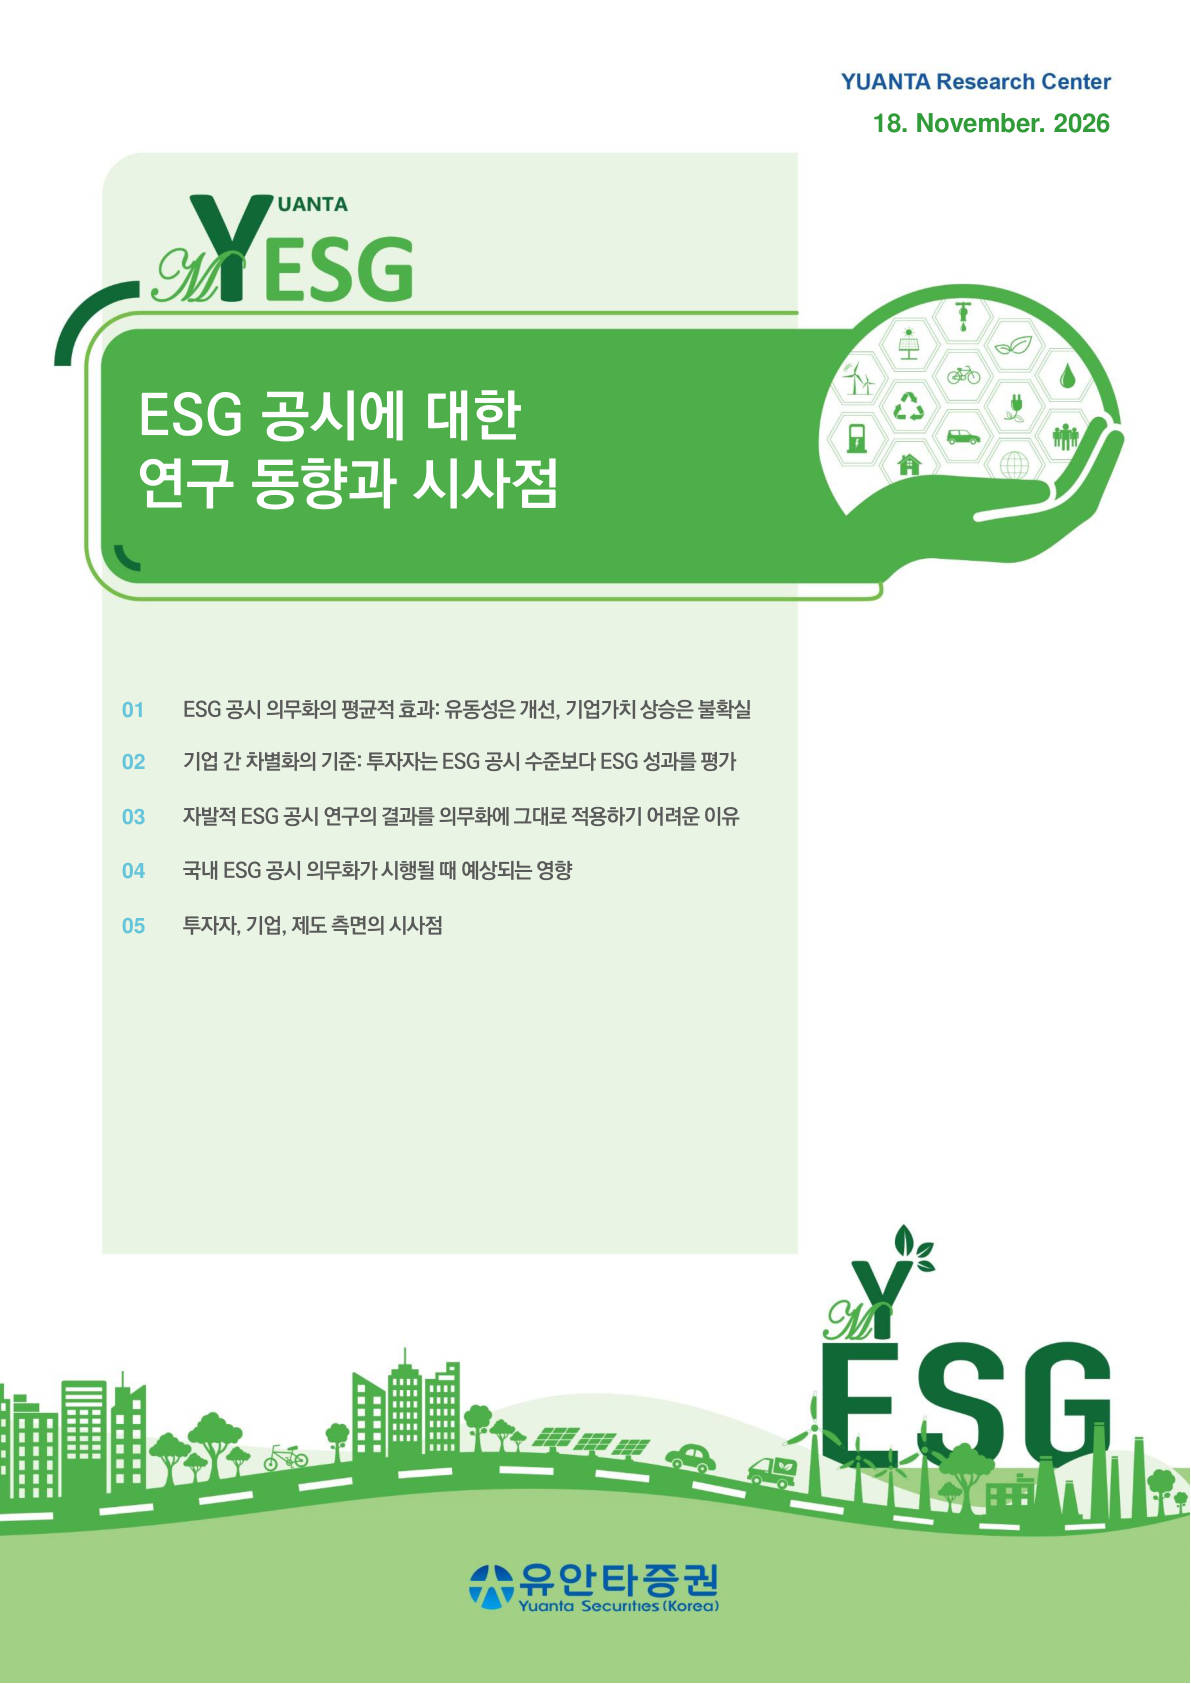 YUANTA Research Center
18. November. 2026
YUANTA
My ESG
ESG 공시에 대한
연구 동향과 시사점
01 ESG 공시 의무화의 평균적 효과: 유동성은 개선, 기업가치 상승은 불확실
02 기업 간 차별화의 기준: 투자자는 ESG 공시 수준보다 ESG 성과를 평가
03 자발적 ESG 공시 연구의 결과를 의무화에 그대로 적용하기 어려운 이유
04 국내 ESG 공시 의무화가 시행될 때 예상되는 영향
05 투자자, 기업, 제도 측면의 시사점
My
ESG
유안타증권
Yuanta Securities (Korea)